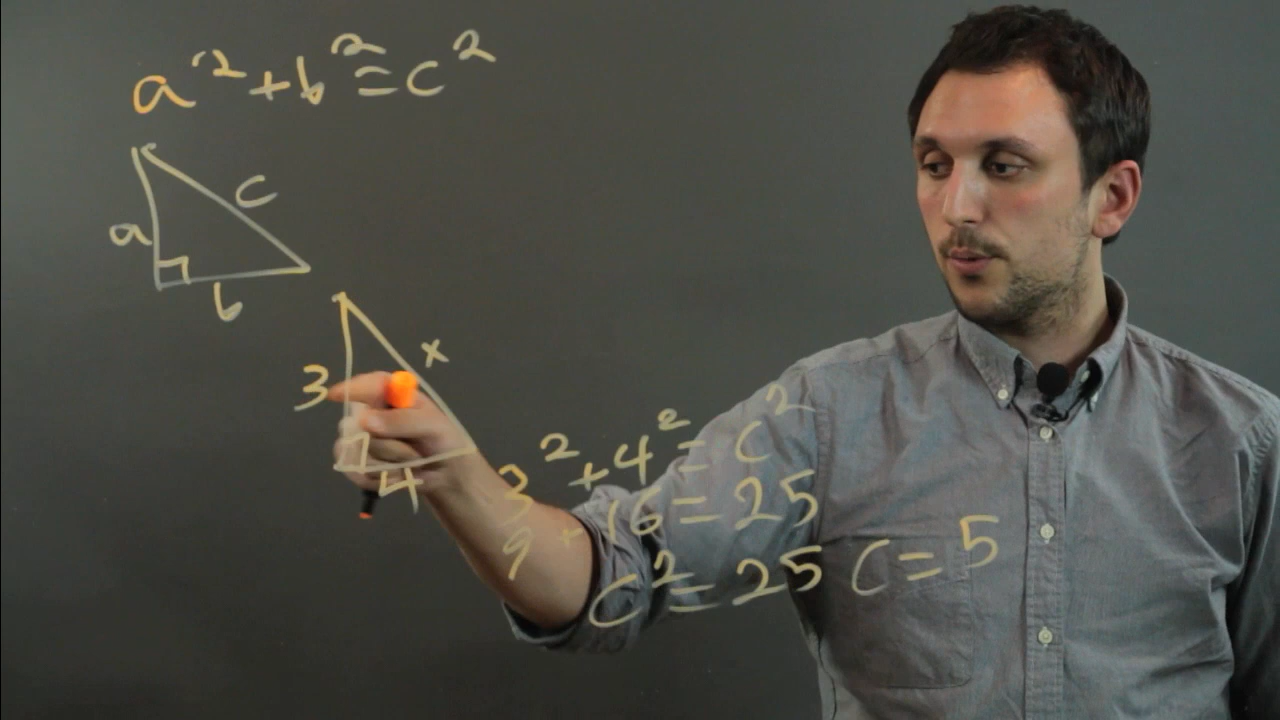 a²+b²=c²
a
c
b
3
x
4
3²+4²=c²
9+16=25
c²=25 c=5